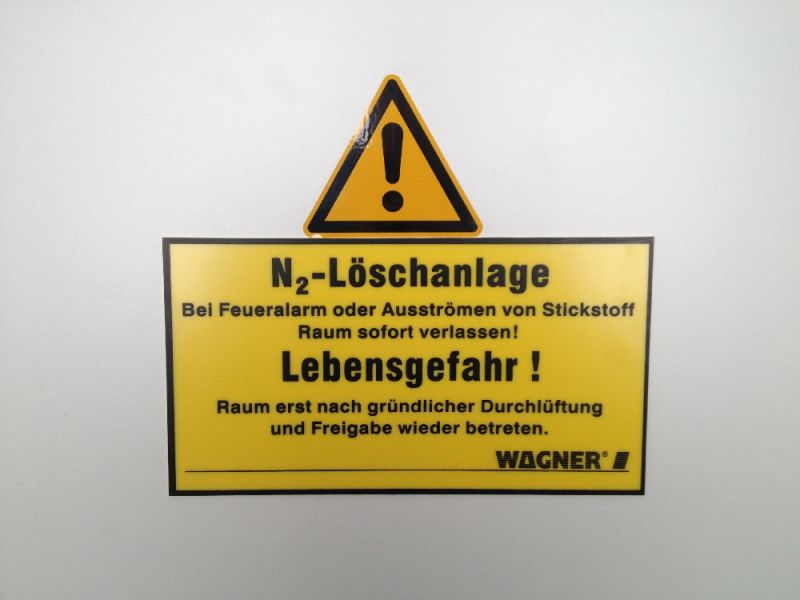 N₂-Löschanlage
Bei Feueralarm oder Ausströmen von Stickstoff
Raum sofort verlassen!
Lebensgefahr !
Raum erst nach gründlicher Durchlüftung
und Freigabe wieder betreten.
WAGNER®